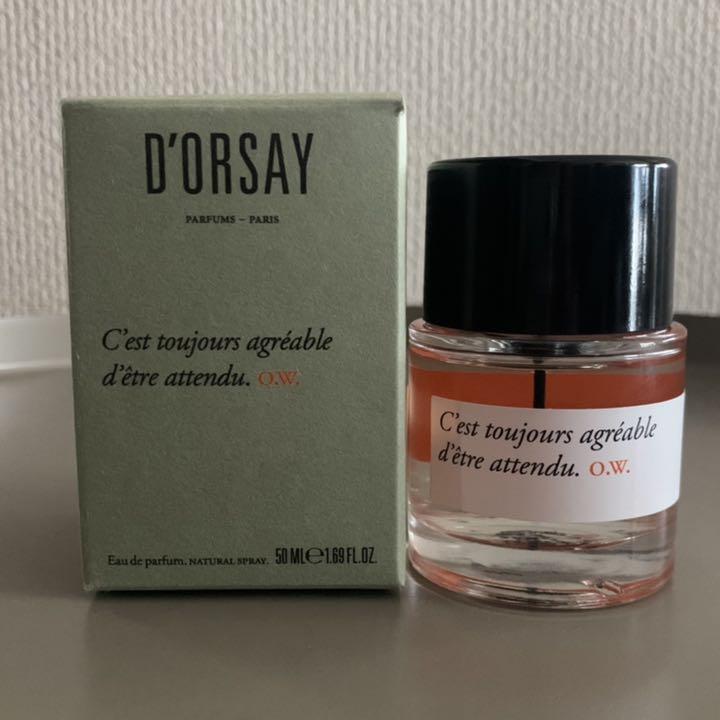 D'ORSAY
PARFUMS – PARIS
C'est toujours agréable
d'être attendu. O.W.
Eau de parfum. NATURAL SPRAY. 50 ML℮1.69 FL.OZ.
C'est toujours agréable
d'être attendu. O.W.